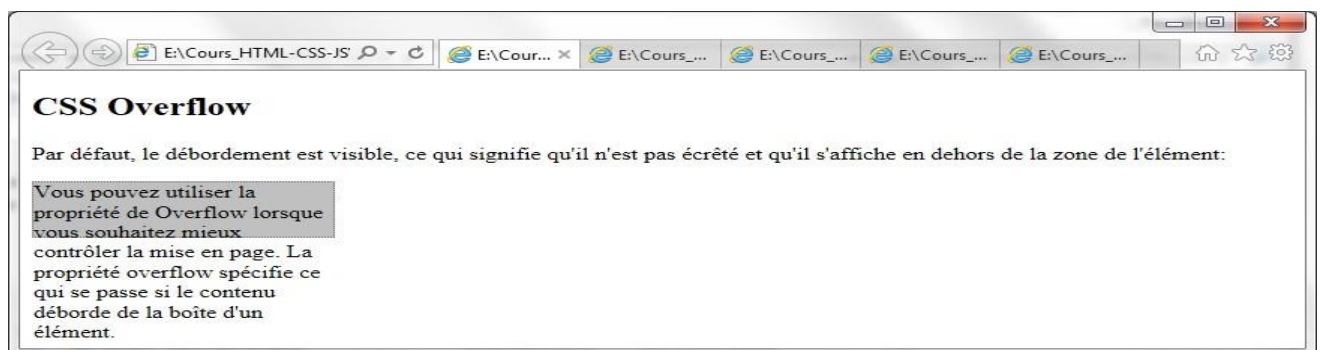 E:\Cours_HTML-CSS-JS
E:\Cour...
E:\Cours_...
E:\Cours_...
E:\Cours_...
E:\Cours_...
CSS Overflow
Par défaut, le débordement est visible, ce qui signifie qu'il n'est pas écrêté et qu'il s'affiche en dehors de la zone de l'élément:
Vous pouvez utiliser la
propriété de Overflow lorsque
vous souhaitez mieux
contrôler la mise en page. La
propriété overflow spécifie ce
qui se passe si le contenu
déborde de la boîte d'un
élément.